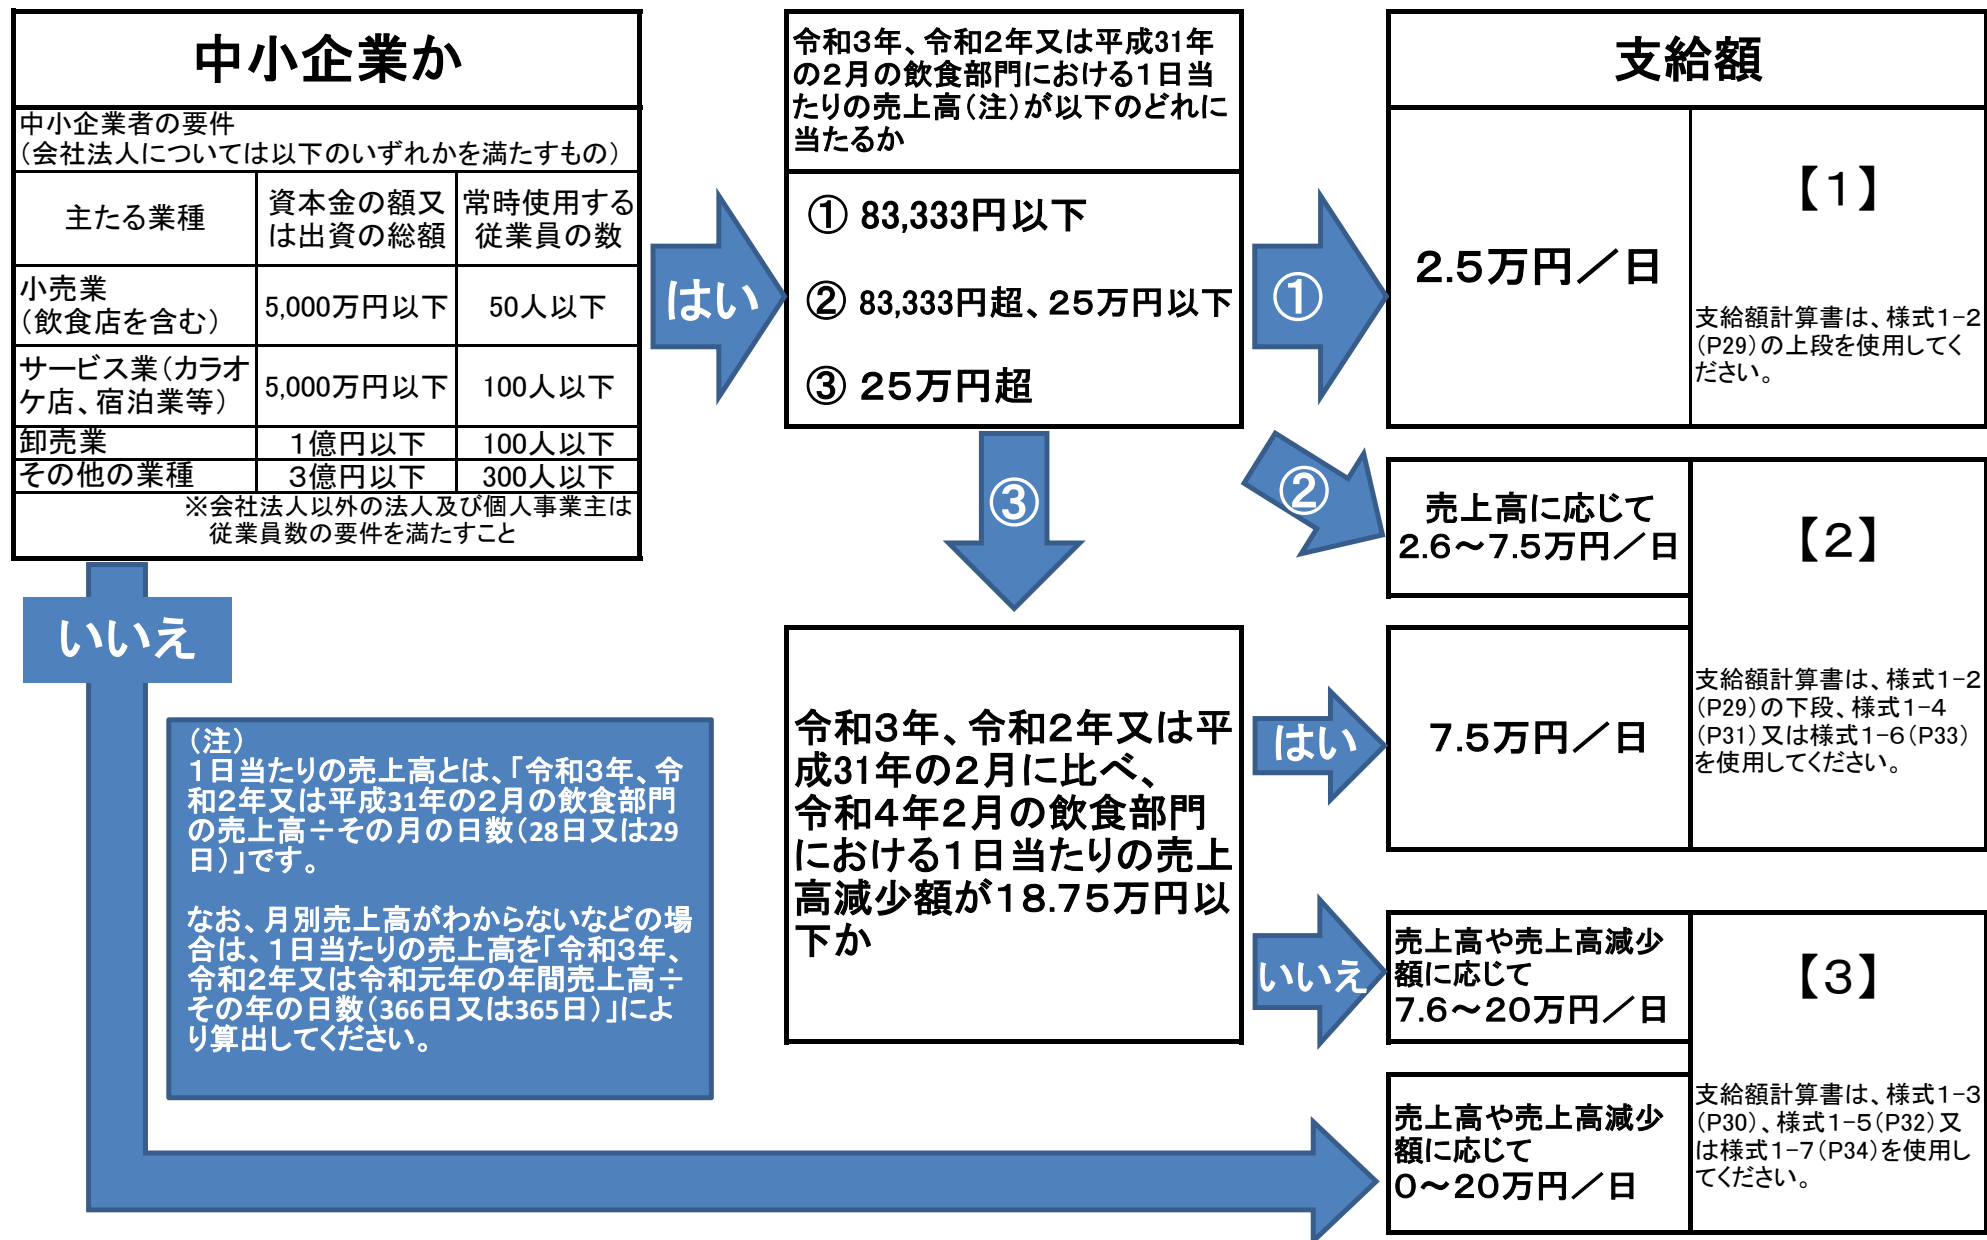 中小企業か
中小企業者の要件
（会社法人については以下のいずれかを満たすもの）
主たる業種
資本金の額又
は出資の総額
常時使用する
従業員の数
小売業
（飲食店を含む）
5,000万円以下
50人以下
サービス業（カラオ
ケ店、宿泊業等）
5,000万円以下
100人以下
卸売業
１億円以下
100人以下
その他の業種
３億円以下
300人以下
※会社法人以外の法人及び個人事業主は
従業員数の要件を満たすこと
はい
いいえ
令和３年、令和２年又は平成31年
の２月の飲食部門における１日当
たりの売上高（注）が以下のどれに
当たるか
① 83,333円以下
② 83,333円超、25万円以下
③ 25万円超
①
②
③
支給額
2.5万円／日
【１】
支給額計算書は、様式１-２
（P29）の上段を使用してく
ださい。
売上高に応じて
2.6～7.5万円／日
【２】
支給額計算書は、様式１-２
（P29）の下段、様式１-４
（P31）又は様式１-６（P33）
を使用してください。
令和３年、令和２年又は平
成31年の２月に比べ、
令和４年２月の飲食部門
における１日当たりの売上
高減少額が18.75万円以
下か
はい
7.5万円／日
いいえ
売上高や売上高減少
額に応じて
7.6～20万円／日
【３】
支給額計算書は、様式１-３
（P30）、様式１-５（P32）又
は様式１-７（P34）を使用し
てください。
売上高や売上高減少
額に応じて
0～20万円／日
（注）
１日当たりの売上高とは、「令和３年、令
和２年又は平成31年の２月の飲食部門
の売上高÷その月の日数（28日又は29
日）」です。
なお、月別売上高がわからないなどの場
合は、１日当たりの売上高を「令和３年、
令和２年又は令和元年の年間売上高÷
その年の日数（366日又は365日）」によ
り算出してください。